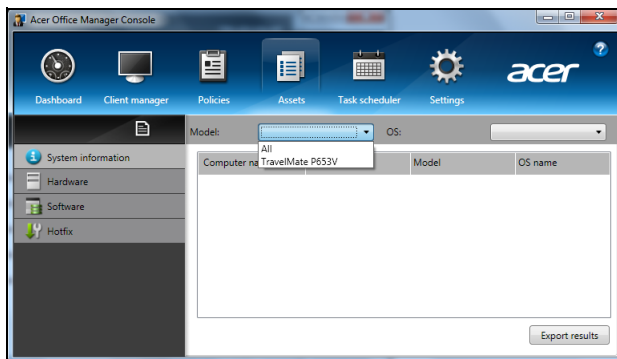 Acer Office Manager Console
?
acer
Dashboard
Client manager
Policies
Assets
Task scheduler
Settings
Model:
OS:
All
TravelMate P653V
System information
Hardware
Software
Hotfix
Computer na
Model
OS name
Export results